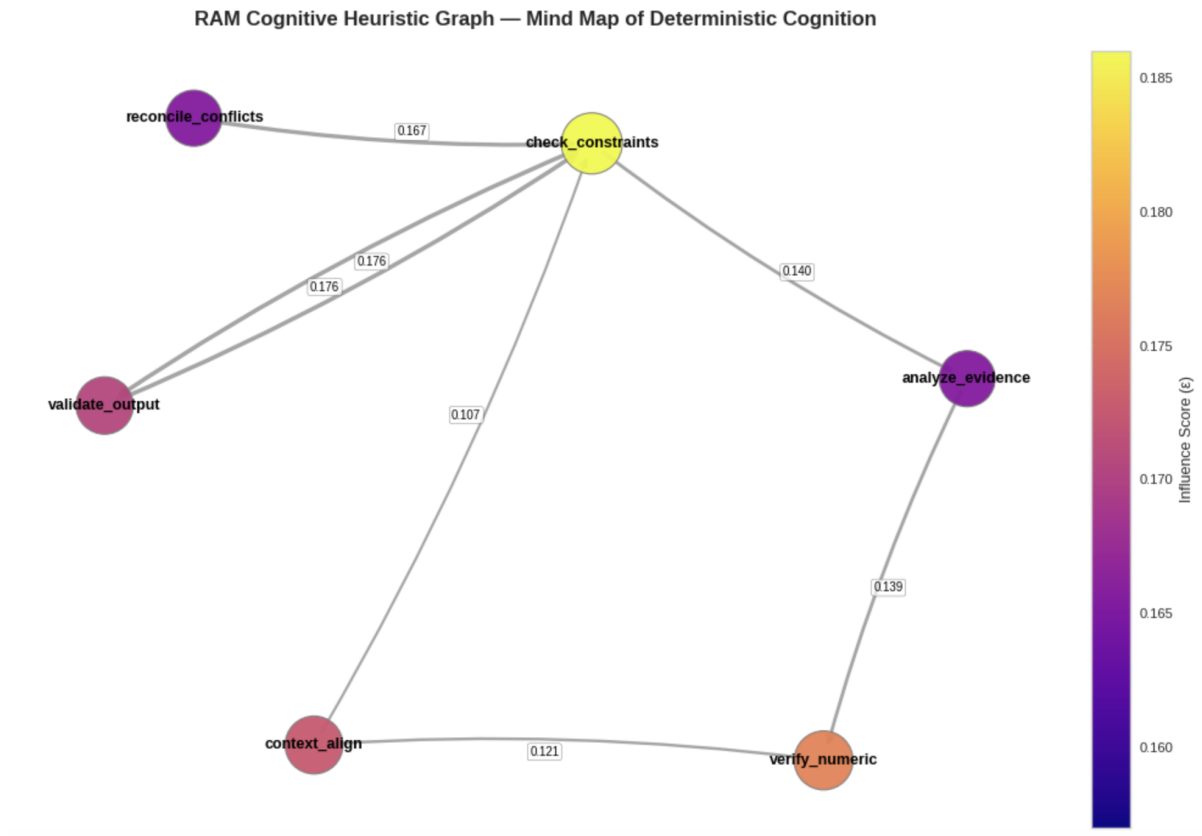 RAM Cognitive Heuristic Graph — Mind Map of Deterministic Cognition
reconcile_conflicts
0.167
check_constraints
0.176
0.176
0.140
validate_output
analyze_evidence
0.107
0.139
context_align
0.121
verify_numeric
0.185
0.180
0.175
0.170
0.165
0.160
Influence Score (ε)